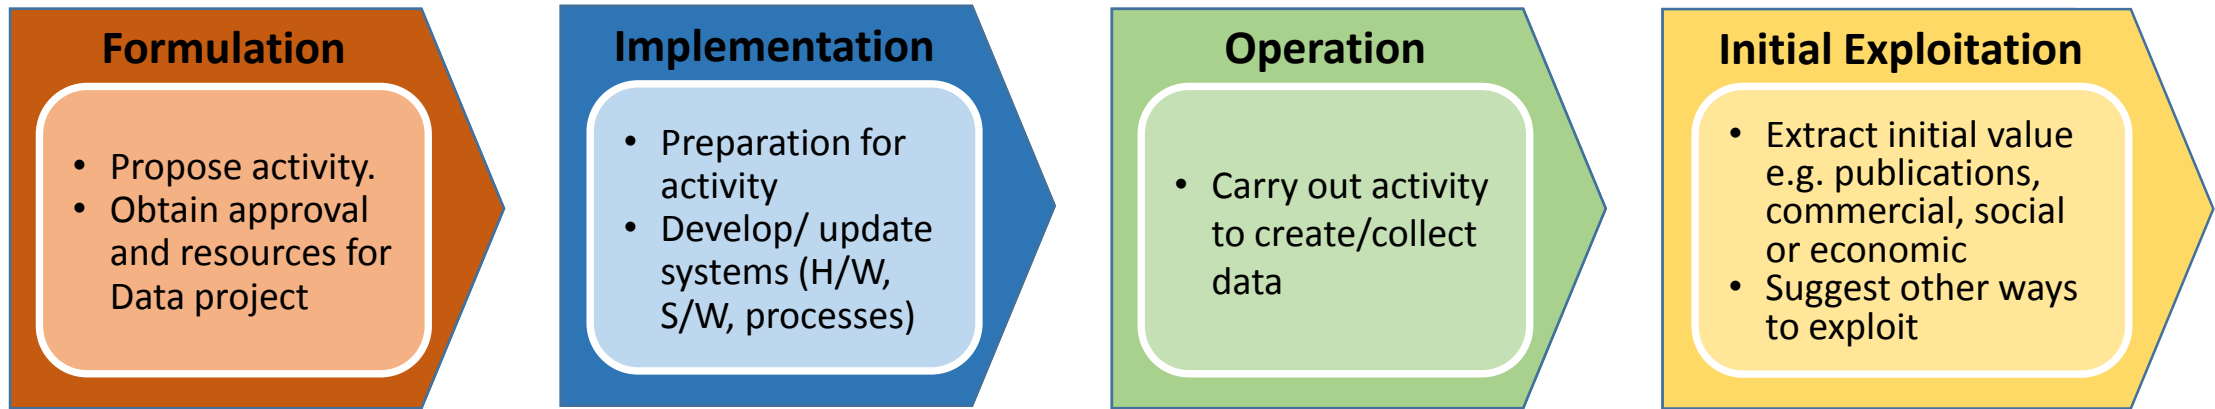 Formulation
• Propose activity.
• Obtain approval
and resources for
Data project
Implementation
• Preparation for
activity
• Develop/ update
systems (H/W,
S/W, processes)
Operation
• Carry out activity
to create/collect
data
Initial Exploitation
• Extract initial value
e.g. publications,
commercial, social
or economic
• Suggest other ways
to exploit